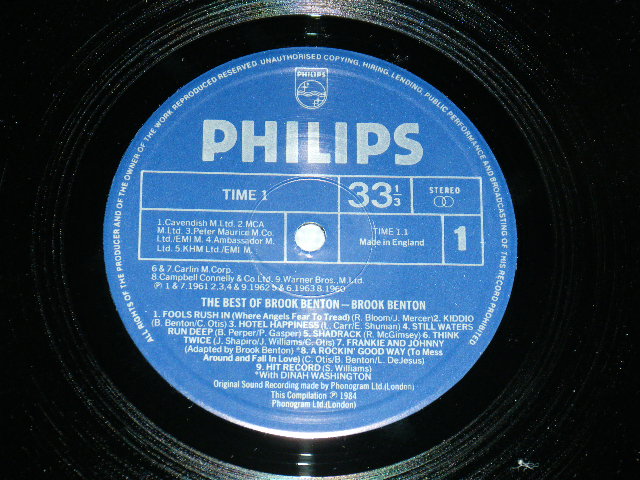 ALL RIGHTS OF THE PRODUCER AND OF THE OWNER OF THE WORK REPRODUCED RESERVED. UNAUTHORISED COPYING, HIRING, LENDING, PUBLIC PERFORMANCE AND BROADCASTING OF THIS RECORD PROHIBITED
PHILIPS
PHILIPS
TIME 1
33 1/3
STEREO
1.Cavendish M.Ltd. 2.MCA
M.Ltd. 3.Peter Maurice M.Co.
Ltd./EMI M. 4.Ambassador M.
Ltd. 5.KHM Ltd./EMI M.
TIME 1.1
Made in England
1
6 & 7.Carlin M.Corp.
8.Campbell Connelly & Co Ltd. 9.Warner Bros.,M.Ltd.
Ⓟ 1 & 7.1961 2,3,4 & 9.1962 5 & 6.1963 8.1960
THE BEST OF BROOK BENTON—BROOK BENTON
1. FOOLS RUSH IN (Where Angels Fear To Tread) (R. Bloom/J. Mercer)2. KIDDIO
(B. Benton/C. Otis) 3. HOTEL HAPPINESS (L. Carr/E. Shuman) 4. STILL WATERS
RUN DEEP (B. Perper/P. Gasper) 5. SHADRACK (R. McGimsey) 6. THINK
TWICE (J. Shapiro/J. Williams/C. Otis) 7. FRANKIE AND JOHNNY
(Adapted by Brook Benton) *8. A ROCKIN' GOOD WAY (To Mess
Around and Fall In Love) (C. Otis/B. Benton/L. DeJesus)
9. HIT RECORD (S. Williams)
*With DINAH WASHINGTON
Original Sound Recording made by Phonogram Ltd.(London)
This Compilation Ⓟ 1984
Phonogram Ltd.(London)